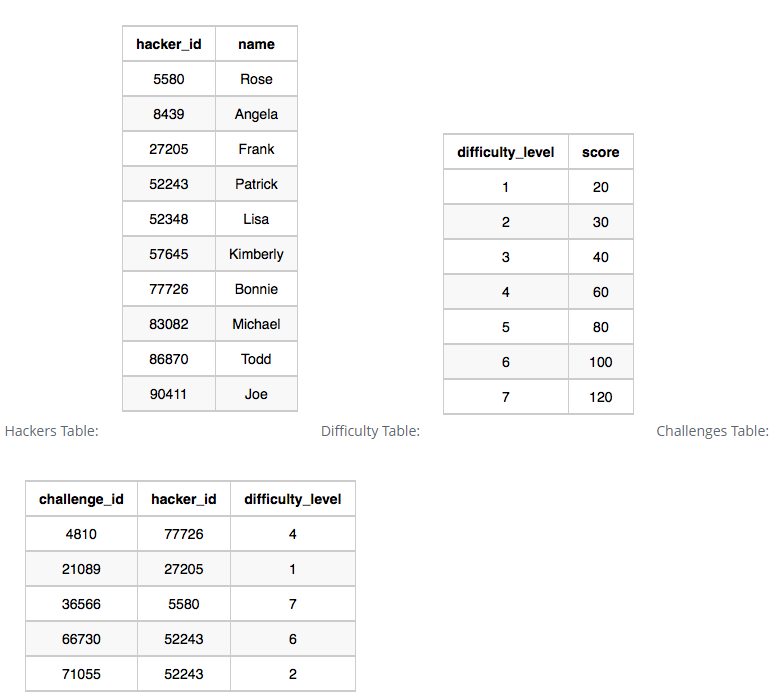 hacker_id name
5580 Rose
8439 Angela
27205 Frank
52243 Patrick
52348 Lisa
57645 Kimberly
77726 Bonnie
83082 Michael
86870 Todd
90411 Joe
Hackers Table:
difficulty_level score
1 20
2 30
3 40
4 60
5 80
6 100
7 120
Difficulty Table:
Challenges Table:
challenge_id hacker_id difficulty_level
4810 77726 4
21089 27205 1
36566 5580 7
66730 52243 6
71055 52243 2